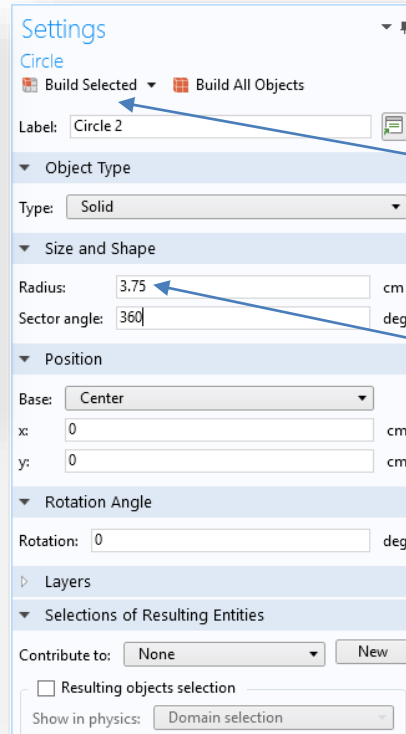 Settings
Circle
Build Selected Build All Objects
Label: Circle 2
Object Type
Type: Solid
Size and Shape
Radius: 3.75 cm
Sector angle: 360 deg
Position
Base: Center
x: 0 cm
y: 0 cm
Rotation Angle
Rotation: 0 deg
Layers
Selections of Resulting Entities
Contribute to: None New
Resulting objects selection
Show in physics: Domain selection